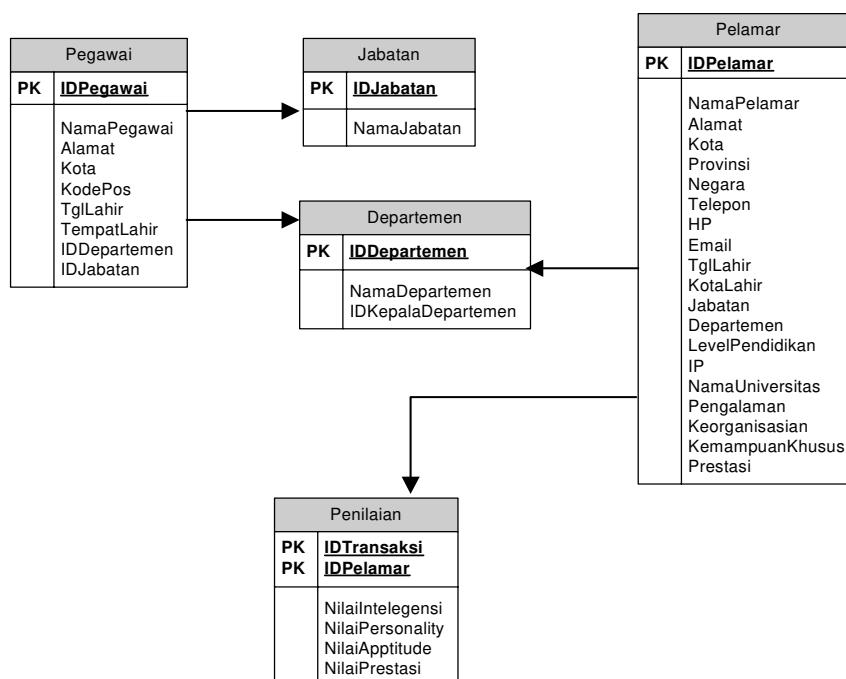 Pegawai
PK IDPegawai
NamaPegawai
Alamat
Kota
KodePos
TglLahir
TempatLahir
IDDepartemen
IDJabatan
Jabatan
PK IDJabatan
NamaJabatan
Departemen
PK IDDepartemen
NamaDepartemen
IDKepalaDepartemen
Pelamar
PK IDPelamar
NamaPelamar
Alamat
Kota
Provinsi
Negara
Telepon
HP
Email
TglLahir
KotaLahir
Jabatan
Departemen
LevelPendidikan
IP
NamaUniversitas
Pengalaman
Keorganisasian
KemampuanKhusus
Prestasi
Penilaian
PK IDTransaksi
PK IDPelamar
NilaiIntelegensi
NilaiPersonality
NilaiApptitude
NilaiPrestasi